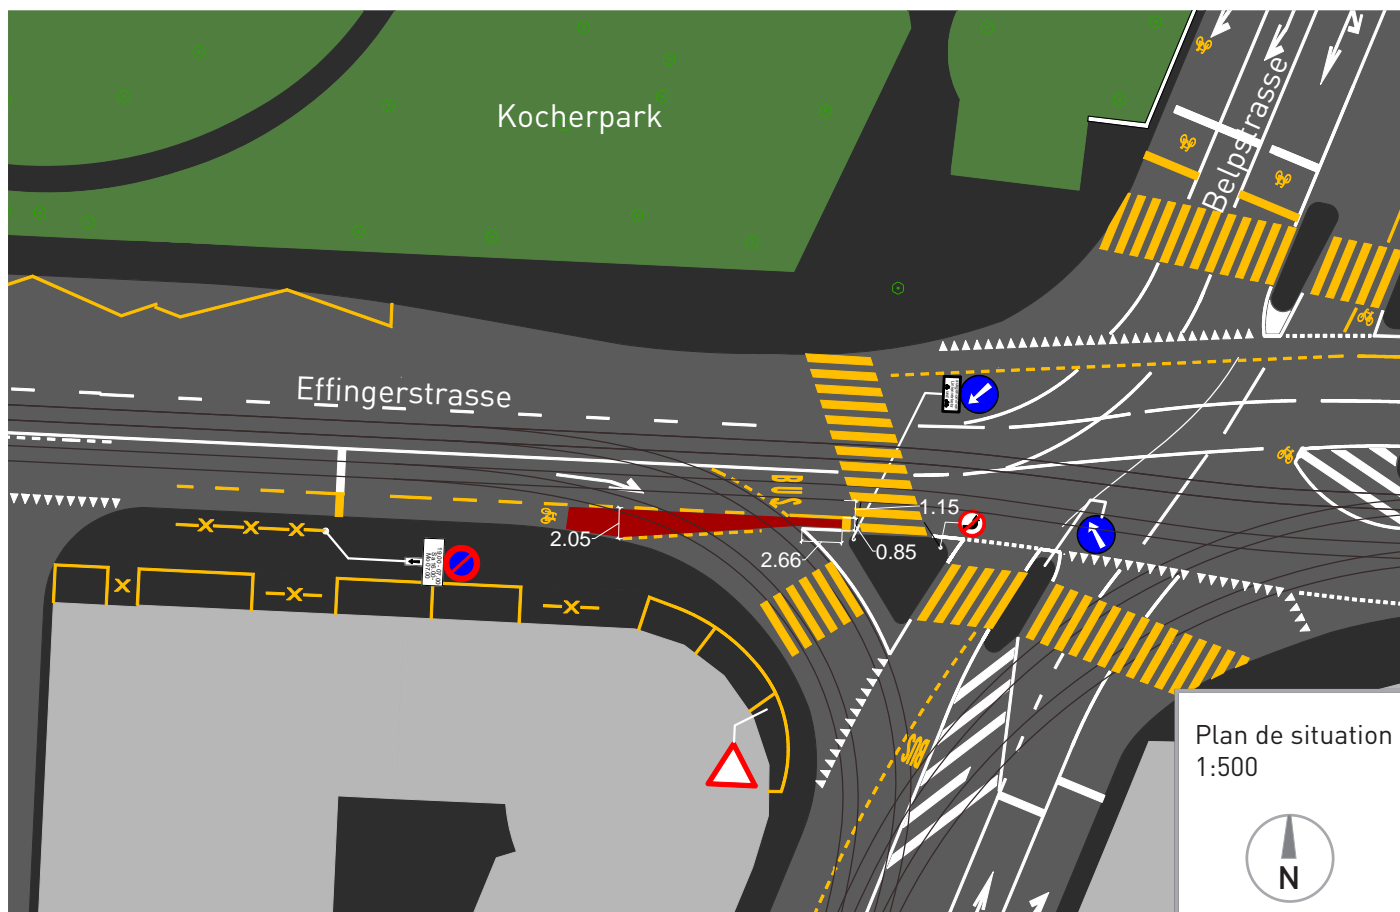 Kocherpark
Belpstrasse
Effingerstrasse
BUS
1.15
2.05
2.66
0.85
BUS
Plan de situation
1:500
N